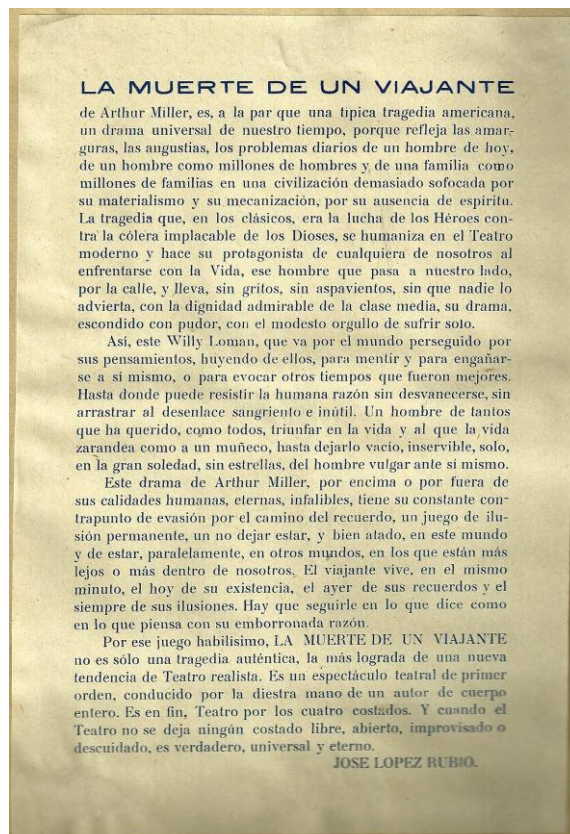 LA MUERTE DE UN VIAJANTE
de Arthur Miller, es, a la par que una tipica tragedia americana,
un drama universal de nuestro tiempo, porque refleja las amar-
guras, las angustias, los problemas diarios de un hombre de hoy,
de un hombre como millones de hombres y de una familia como
millones de familias en una civilización demasiado sofocada por
su materialismo y su mecanización, por su ausencia de espiritu.
La tragedia que, en los clásicos, era la lucha de los Héroes con-
tra la cólera implacable de los Dioses, se humaniza en el Teatro
moderno y hace su protagonista de cualquiera de nosotros al
enfrentarse con la Vida, ese hombre que pasa a nuestro lado,
por la calle, y lleva, sin gritos, sin aspavientos, sin que nadie lo
advierta, con la dignidad admirable de la clase media, su drama,
escondido con pudor, con el modesto orgullo de sufrir solo.
Asi, este Willy Loman, que va por el mundo perseguido por
sus pensamientos, huyendo de ellos, para mentir y para engañar-
se a si mismo, o para evocar otros tiempos que fueron mejores.
Hasta donde puede resistir la humana razón sin desvanecerse, sin
arrastrar al desenlace sangriento e inútil. Un hombre de tantos
que ha querido, como todos, triunfar en la vida y al que la vida
zarandea como a un muñeco, hasta dejarlo vacio, inservible, solo,
en la gran soledad, sin estrellas, del hombre vulgar ante si mismo.
Este drama de Arthur Miller, por encima o por fuera de
sus calidades humanas, eternas, infalibles, tiene su constante con-
trapunto de evasión por el camino del recuerdo, un juego de ilu-
sión permanente, un no dejar estar, y bien atado, en este mundo
y de estar, paralelamente, en otros mundos, en los que están más
lejos o más dentro de nosotros. El viajante vive, en el mismo
minuto, el hoy de su existencia, el ayer de sus recuerdos y el
siempre de sus ilusiones. Hay que seguirle en lo que dice como
en lo que piensa con su emborronada razón.
Por ese juego habilisimo, LA MUERTE DE UN VIAJANTE
no es sólo una tragedia auténtica, la más lograda de una nueva
tendencia de Teatro realista. Es un espectáculo teatral de primer
orden, conducido por la diestra mano de un autor de cuerpo
entero. Es en fin, Teatro por los cuatro costados. Y cuando el
Teatro no se deja ningún costado libre, abierto, improvisado o
descuidado, es verdadero, universal y eterno.
JOSE LOPEZ RUBIO.